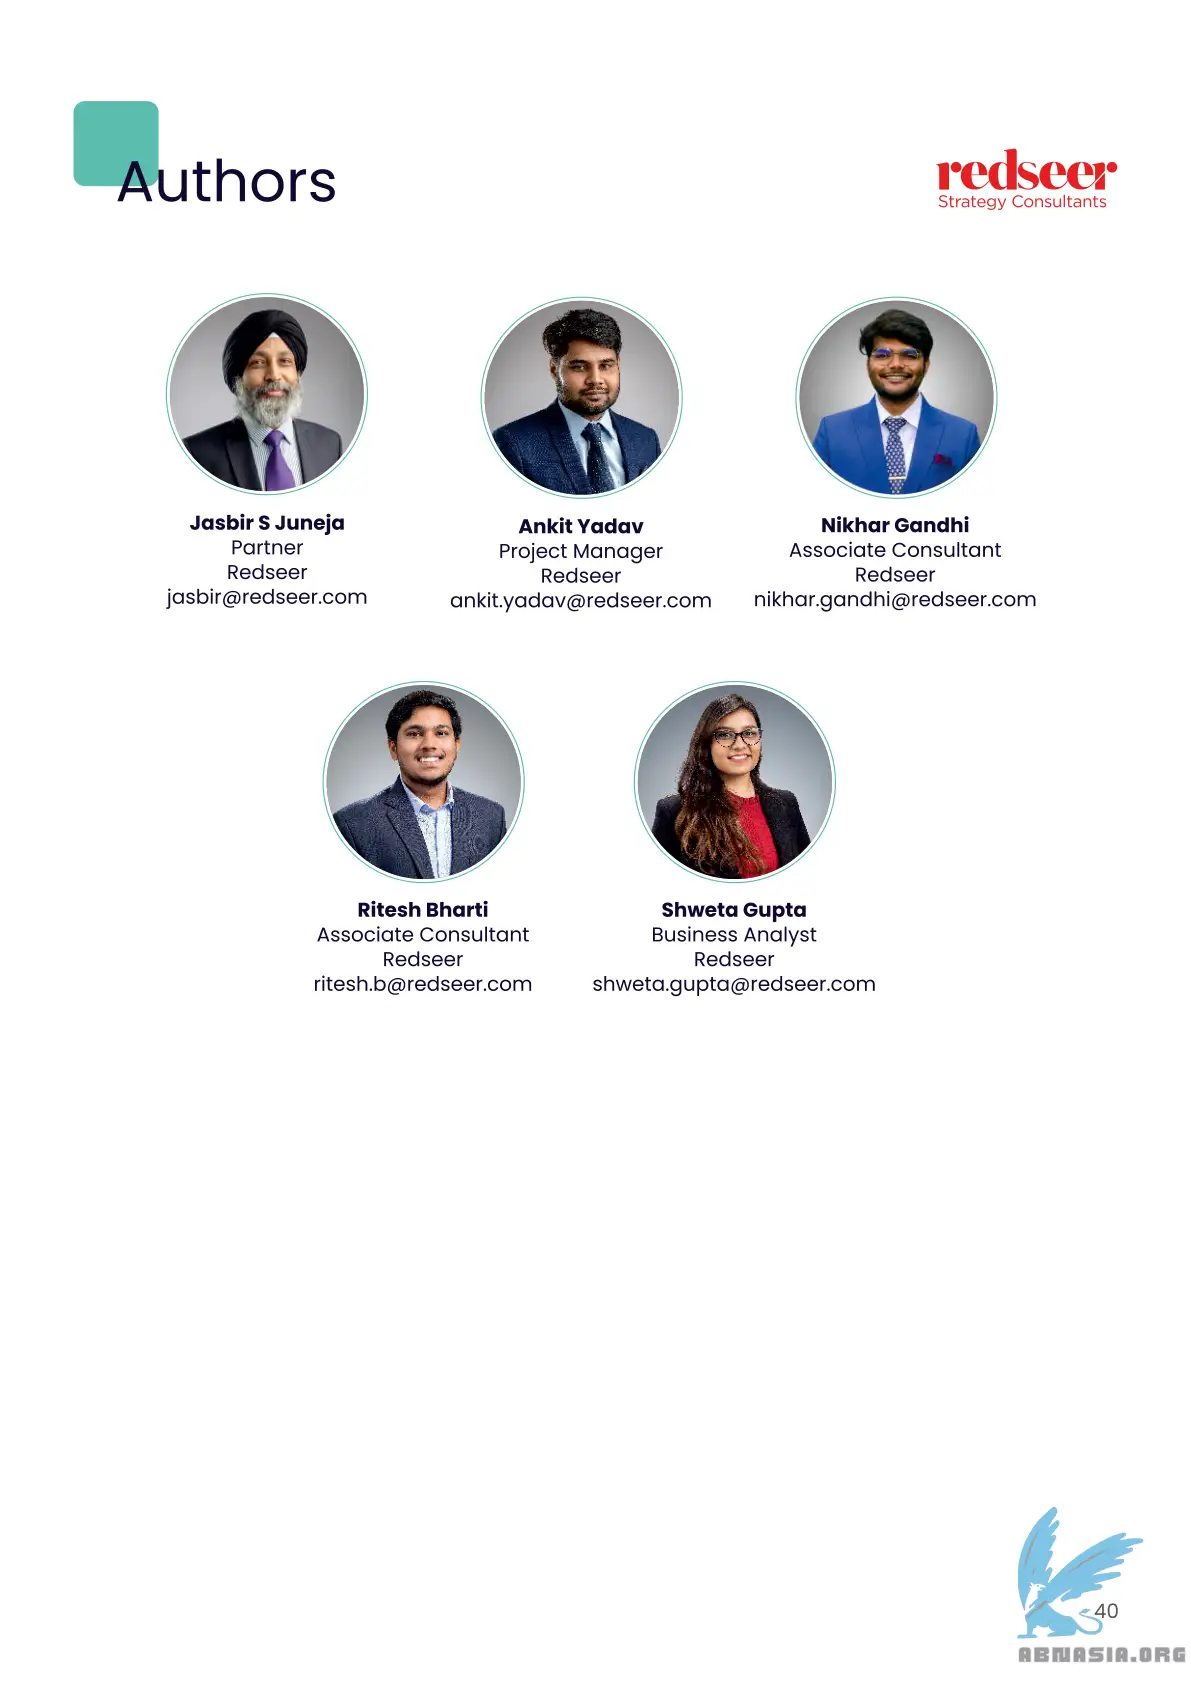 Authors
redseer
Strategy Consultants
Jasbir S Juneja
Partner
Redseer
jasbir@redseer.com
Ankit Yadav
Project Manager
Redseer
ankit.yadav@redseer.com
Nikhar Gandhi
Associate Consultant
Redseer
nikhar.gandhi@redseer.com
Ritesh Bharti
Associate Consultant
Redseer
ritesh.b@redseer.com
Shweta Gupta
Business Analyst
Redseer
shweta.gupta@redseer.com
40
ABNASIA.ORG